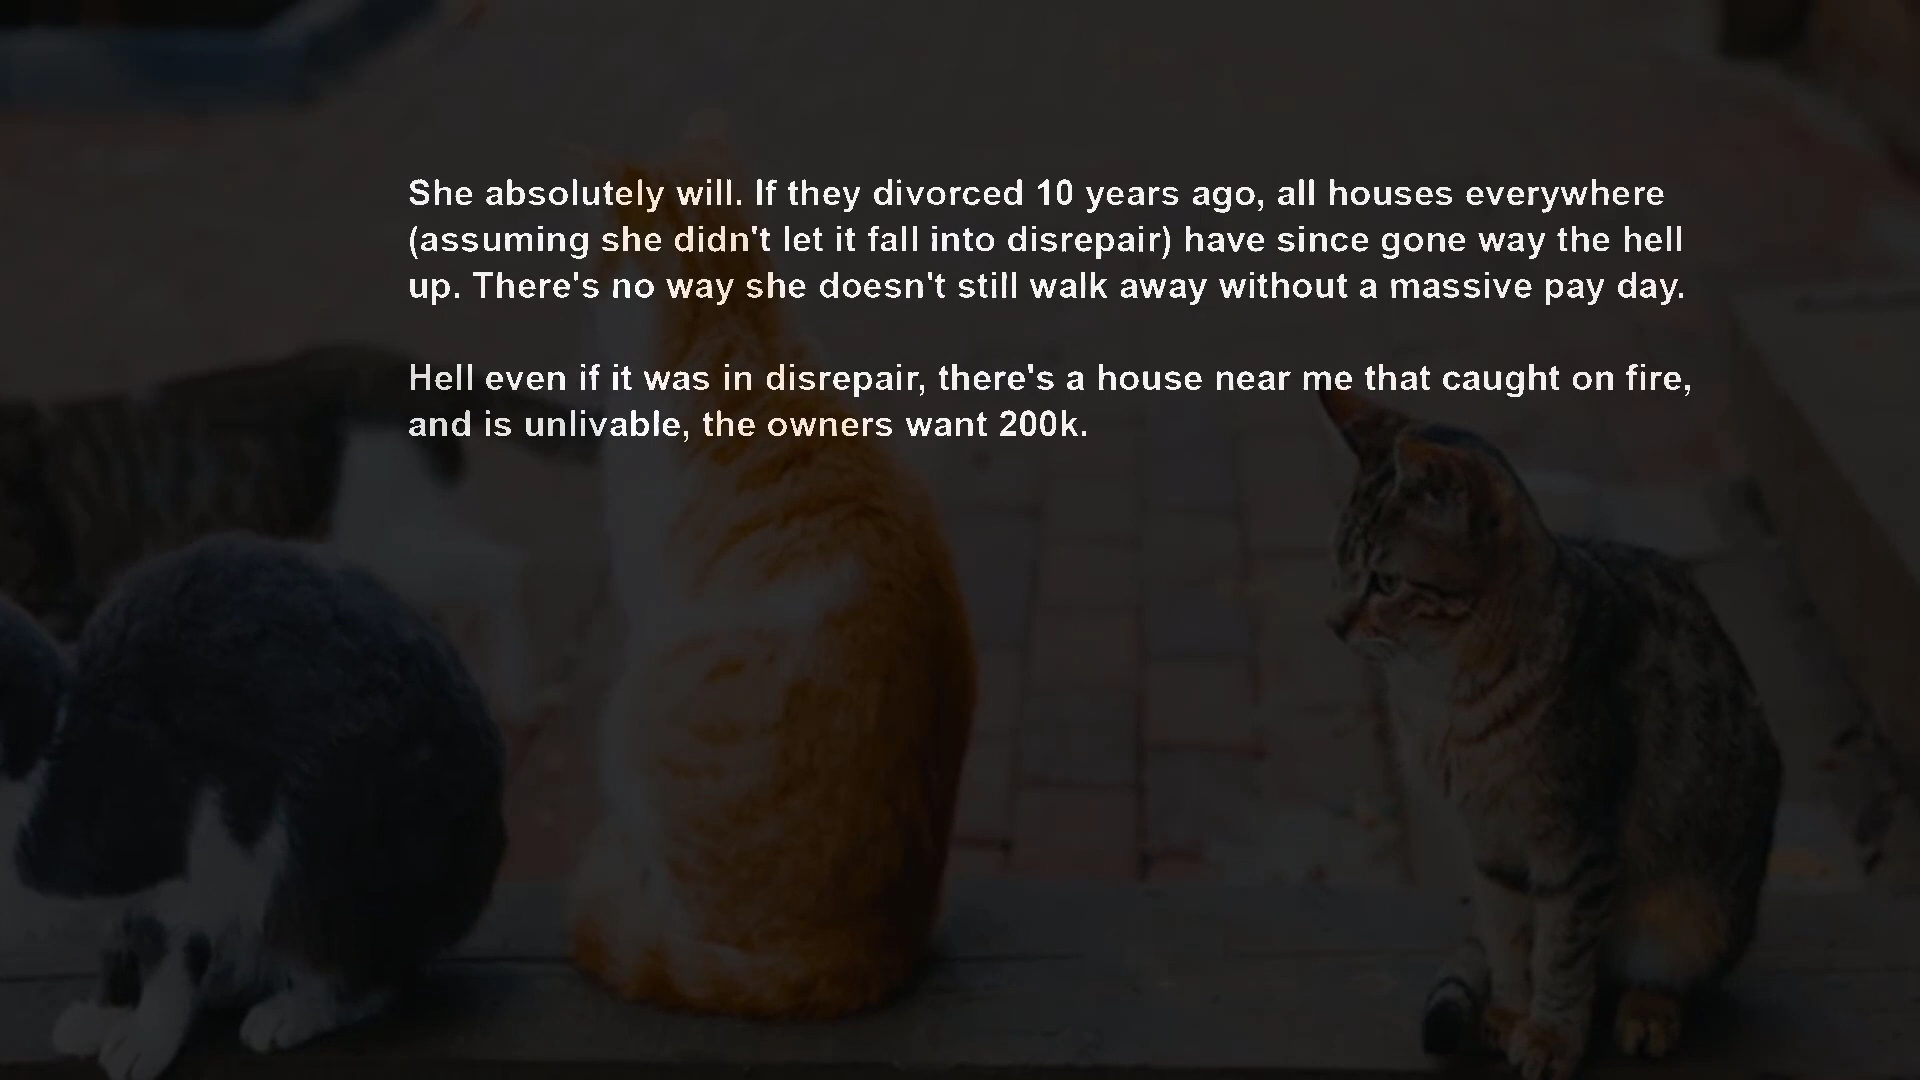 She absolutely will. If they divorced 10 years ago, all houses everywhere
(assuming she didn't let it fall into disrepair) have since gone way the hell
up. There's no way she doesn't still walk away without a massive pay day.
Hell even if it was in disrepair, there's a house near me that caught on fire,
and is unlivable, the owners want 200k.